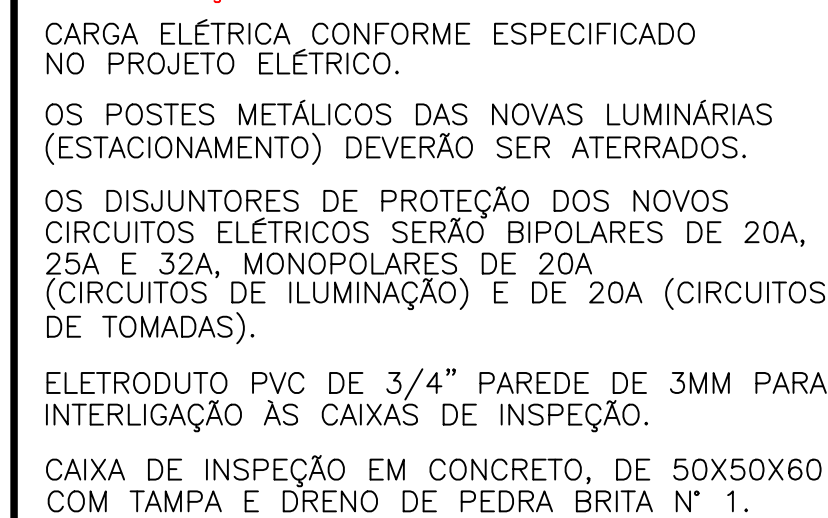 CARGA ELÉTRICA CONFORME ESPECIFICADO
NO PROJETO ELÉTRICO.
OS POSTES METÁLICOS DAS NOVAS LUMINÁRIAS
(ESTACIONAMENTO) DEVERÃO SER ATERRADOS.
OS DISJUNTORES DE PROTEÇÃO DOS NOVOS
CIRCUITOS ELÉTRICOS SERÃO BIPOLARES DE 20A,
25A E 32A, MONOPOLARES DE 20A
(CIRCUITOS DE ILUMINAÇÃO) E DE 20A (CIRCUITOS
DE TOMADAS).
ELETRODUTO PVC DE 3/4" PAREDE DE 3MM PARA
INTERLIGAÇÃO ÀS CAIXAS DE INSPEÇÃO.
CAIXA DE INSPEÇÃO EM CONCRETO, DE 50X50X60
COM TAMPA E DRENO DE PEDRA BRITA N° 1.